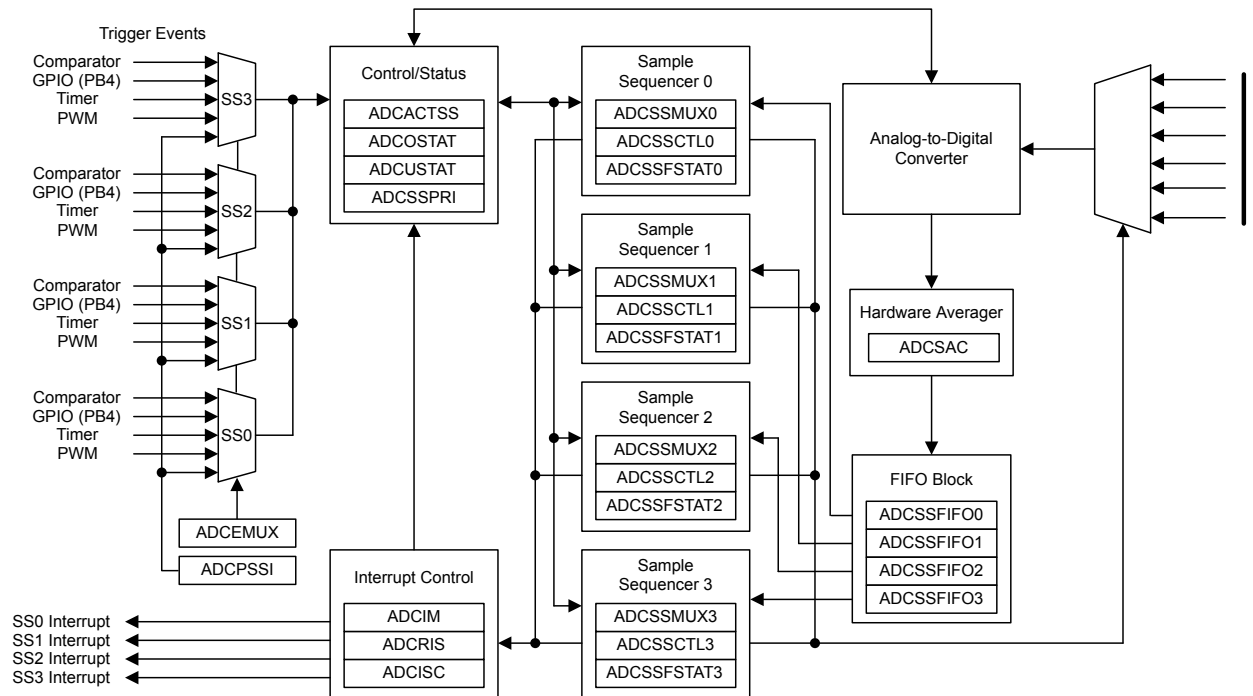 Trigger Events
Comparator
GPIO (PB4)
Timer
PWM
SS3
Comparator
GPIO (PB4)
Timer
PWM
SS2
Comparator
GPIO (PB4)
Timer
PWM
SS1
Comparator
GPIO (PB4)
Timer
PWM
SS0
ADCEMUX
ADCPSSI
SS0 Interrupt
SS1 Interrupt
SS2 Interrupt
SS3 Interrupt
Control/Status
ADCACTSS
ADCOSTAT
ADCUSTAT
ADCSSPRI
Interrupt Control
ADCIM
ADCRIS
ADCISC
Sample
Sequencer 0
ADCSSMUX0
ADCSSCTL0
ADCSSFSTAT0
Sample
Sequencer 1
ADCSSMUX1
ADCSSCTL1
ADCSSFSTAT1
Sample
Sequencer 2
ADCSSMUX2
ADCSSCTL2
ADCSSFSTAT2
Sample
Sequencer 3
ADCSSMUX3
ADCSSCTL3
ADCSSFSTAT3
Analog-to-Digital
Converter
Hardware Averager
ADCSAC
FIFO Block
ADCSSFIFO0
ADCSSFIFO1
ADCSSFIFO2
ADCSSFIFO3